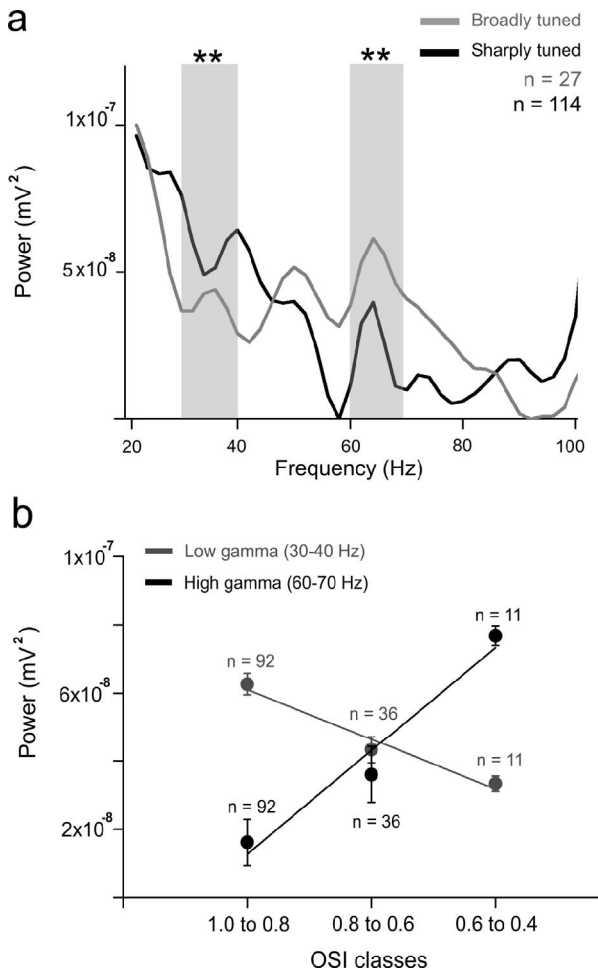 a
Broadly tuned
Sharply tuned
n = 27
n = 114
** **
1x10-7
5x10-8
Power (mV2)
20 40 60 80 100
Frequency (Hz)
b
Low gamma (30-40 Hz)
High gamma (60-70 Hz)
1x10-7
6x10-8
2x10-8
Power (mV2)
n = 92
n = 36
n = 11
n = 11
n = 92
n = 36
1.0 to 0.8 0.8 to 0.6 0.6 to 0.4
OSI classes